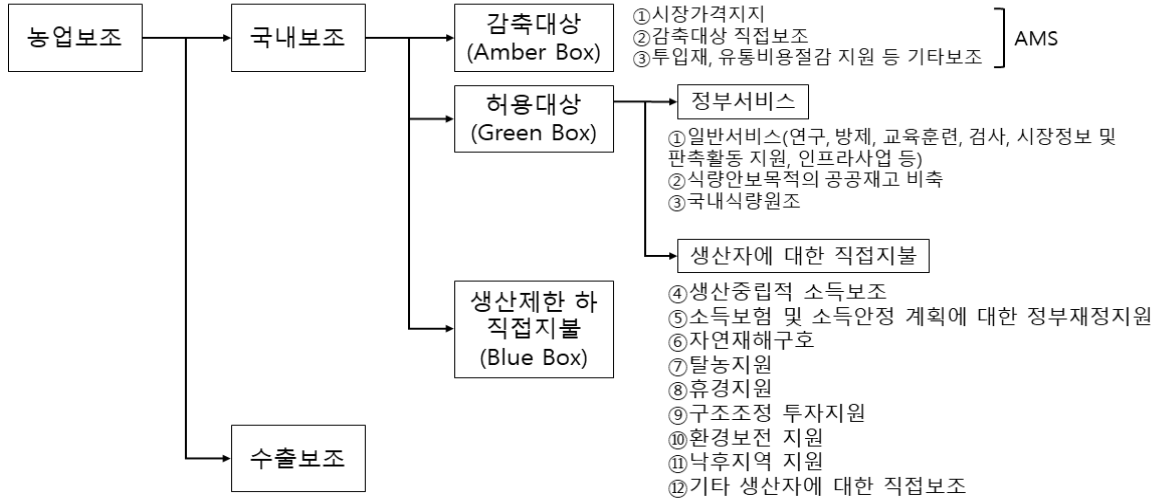 농업보조
국내보조
감축대상
(Amber Box)
①시장가격지지
②감축대상 직접보조
③투입재, 유통비용절감 지원 등 기타보조
AMS
허용대상
(Green Box)
정부서비스
①일반서비스(연구, 방제, 교육훈련, 검사, 시장정보 및
판촉활동 지원, 인프라사업 등)
②식량안보목적의 공공재고 비축
③국내식량원조
생산자에 대한 직접지불
④생산중립적 소득보조
⑤소득보험 및 소득안정 계획에 대한 정부재정지원
⑥자연재해구호
⑦탈농지원
⑧휴경지원
⑨구조조정 투자지원
⑩환경보전 지원
⑪낙후지역 지원
⑫기타 생산자에 대한 직접보조
생산제한 하
직접지불
(Blue Box)
수출보조